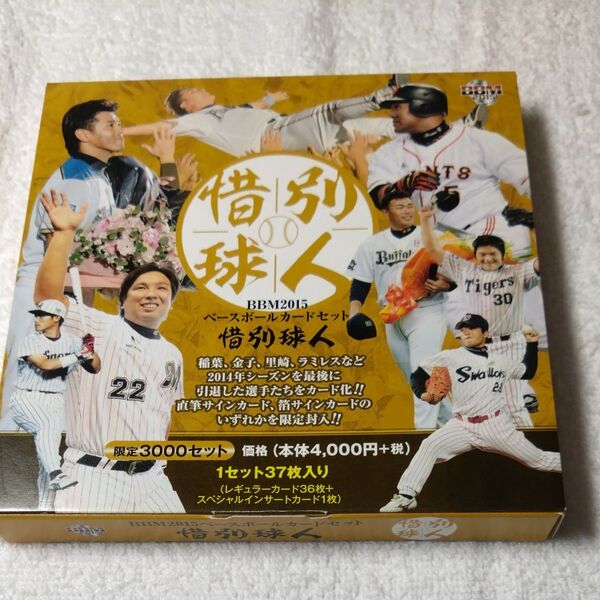 BBM
2015
惜別
球人
BBM2015
ベースボールカードセット
惜別球人
稲葉、金子、里崎、ラミレスなど
2014年シーズンを最後に
引退した選手たちをカード化!!
直筆サインカード、箔サインカードの
いずれかを限定封入!!
限定3000セット 価格(本体4,000円+税)
1セット37枚入り
(レギュラーカード36枚+
スペシャルインサートカード1枚)
22
Buffaloes
Tigers
30
Swallows
BBM2015ベースボールカードセット
惜別球人
惜別
球人